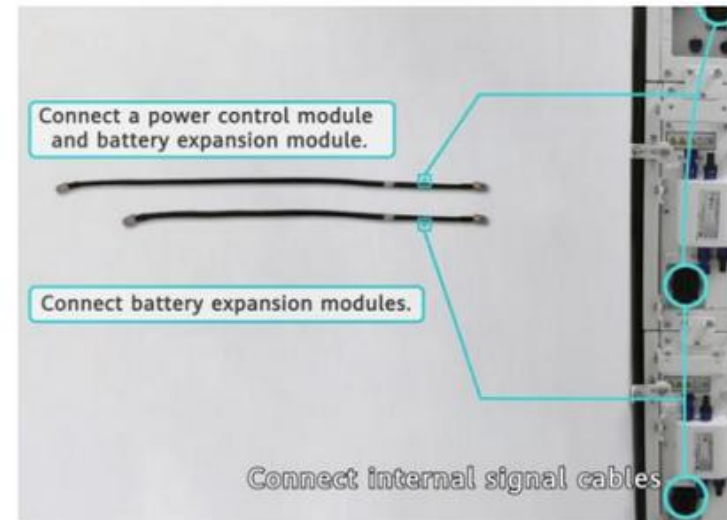 Connect a power control module
and battery expansion module.
Connect battery expansion modules.
Connect internal signal cables